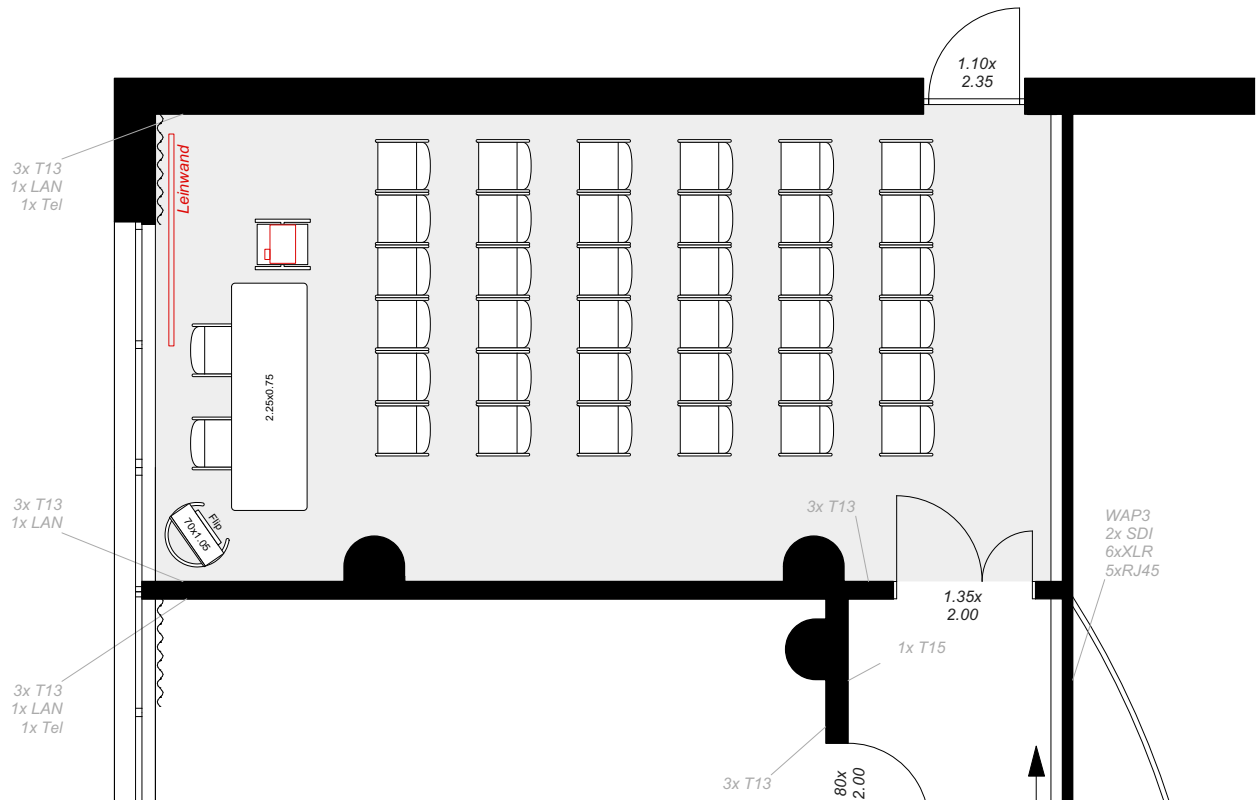 1.10x
2.35
3x T13
1x LAN
1x Tel
Leinwand
2.25x0.75
3x T13
1x LAN
Flip
70x1.05
3x T13
WAP3
2x SDI
6xXLR
5xRJ45
1.35x
2.00
1x T15
3x T13
1x LAN
1x Tel
3x T13
80x
2.00